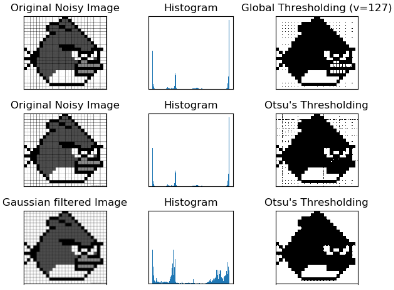 Original Noisy Image Histogram Global Thresholding (v=127)
Original Noisy Image Histogram Otsu's Thresholding
Gaussian filtered Image Histogram Otsu's Thresholding